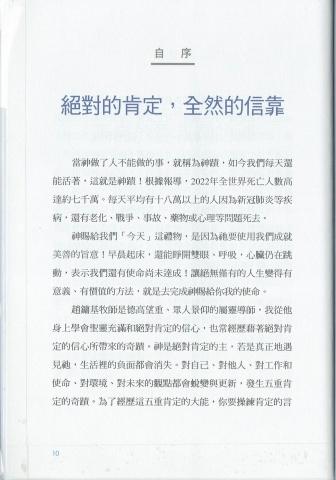 自序
絕對的肯定，全然的信靠
當神做了人不能做的事，就稱為神蹟，如今我們每天還
能活著，這就是神蹟！根據報導，2022年全世界死亡人數高
達約七千萬。每天平均有十八萬以上的人因為新冠肺炎等疾
病，還有老化、戰爭、事故、藥物或心理等問題死去。
神賜給我們「今天」這禮物，是因為祂要使用我們成就
美善的旨意！早晨起床，還能睜開雙眼、呼吸，心臟仍在跳
動，表示我們還有使命尚未達成！讓絕無僅有的人生變得有
意義、有價值的方法，就是去完成神賜給你我的使命。
趙鏞基牧師是德高望重、眾人景仰的屬靈導師，我從他
身上學會聖靈充滿和絕對肯定的信心，也當經歷藉著絕對肯
定的信心所帶來的奇蹟。神是絕對肯定的主，若是真正地遇
見祂，生活裡的負面都會消失。對自己、對他人、對工作和
使命、對環境、對未來的觀點都會蛻變與更新，發生五重肯
定的奇蹟。為了經歷這五重肯定的大能，你要操練肯定的言
10